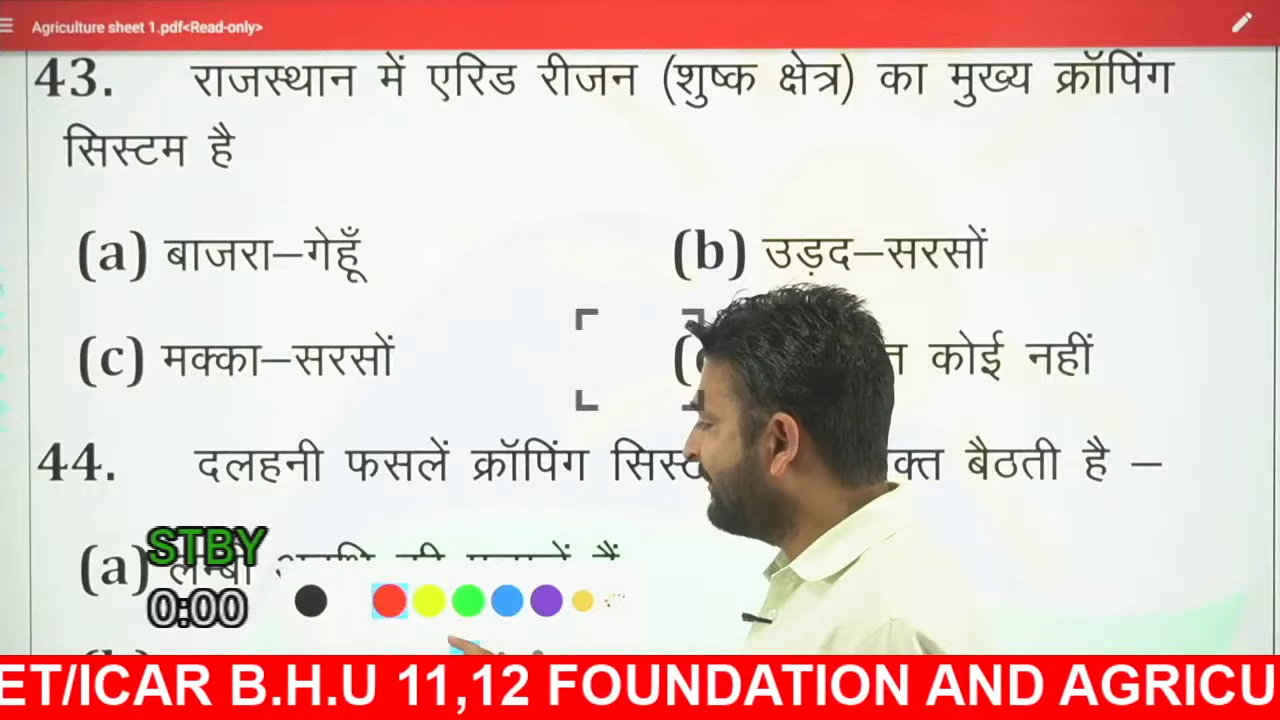 Agriculture sheet 1.pdf<Read-only>
43. राजस्थान में एरिड रीजन (शुष्क क्षेत्र) का मुख्य क्रॉपिंग
सिस्टम है
(a) बाजरा–गेहूँ (b) उड़द–सरसों
(c) मक्का–सरसों कोई नहीं
44. दलहनी फसलें क्रॉपिंग बैठती है –
(a) लम्बी
STBY
0:00
ET/ICAR B.H.U 11,12 FOUNDATION AND AGRICU